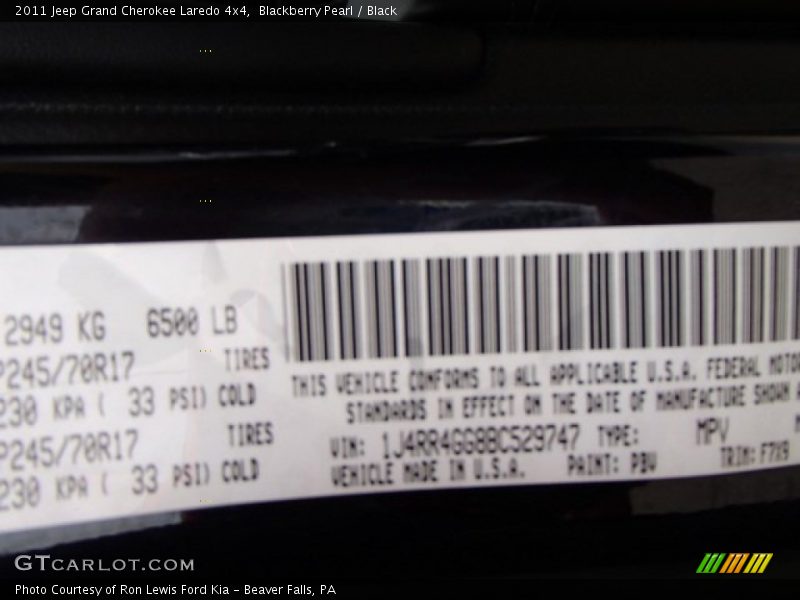 2011 Jeep Grand Cherokee Laredo 4x4, Blackberry Pearl / Black
2949 KG 6500 LB
P245/70R17 TIRES
230 KPA ( 33 PSI) COLD
P245/70R17 TIRES
230 KPA ( 33 PSI) COLD
THIS VEHICLE CONFORMS TO ALL APPLICABLE U.S.A. FEDERAL MOTOR
STANDARDS IN EFFECT ON THE DATE OF MANUFACTURE SHOWN A
VIN: 1J4RR4GG8BC529747 TYPE: MPV
VEHICLE MADE IN U.S.A. PAINT: PBV TRIM: F7X9
GTCARLOT.COM
Photo Courtesy of Ron Lewis Ford Kia - Beaver Falls, PA